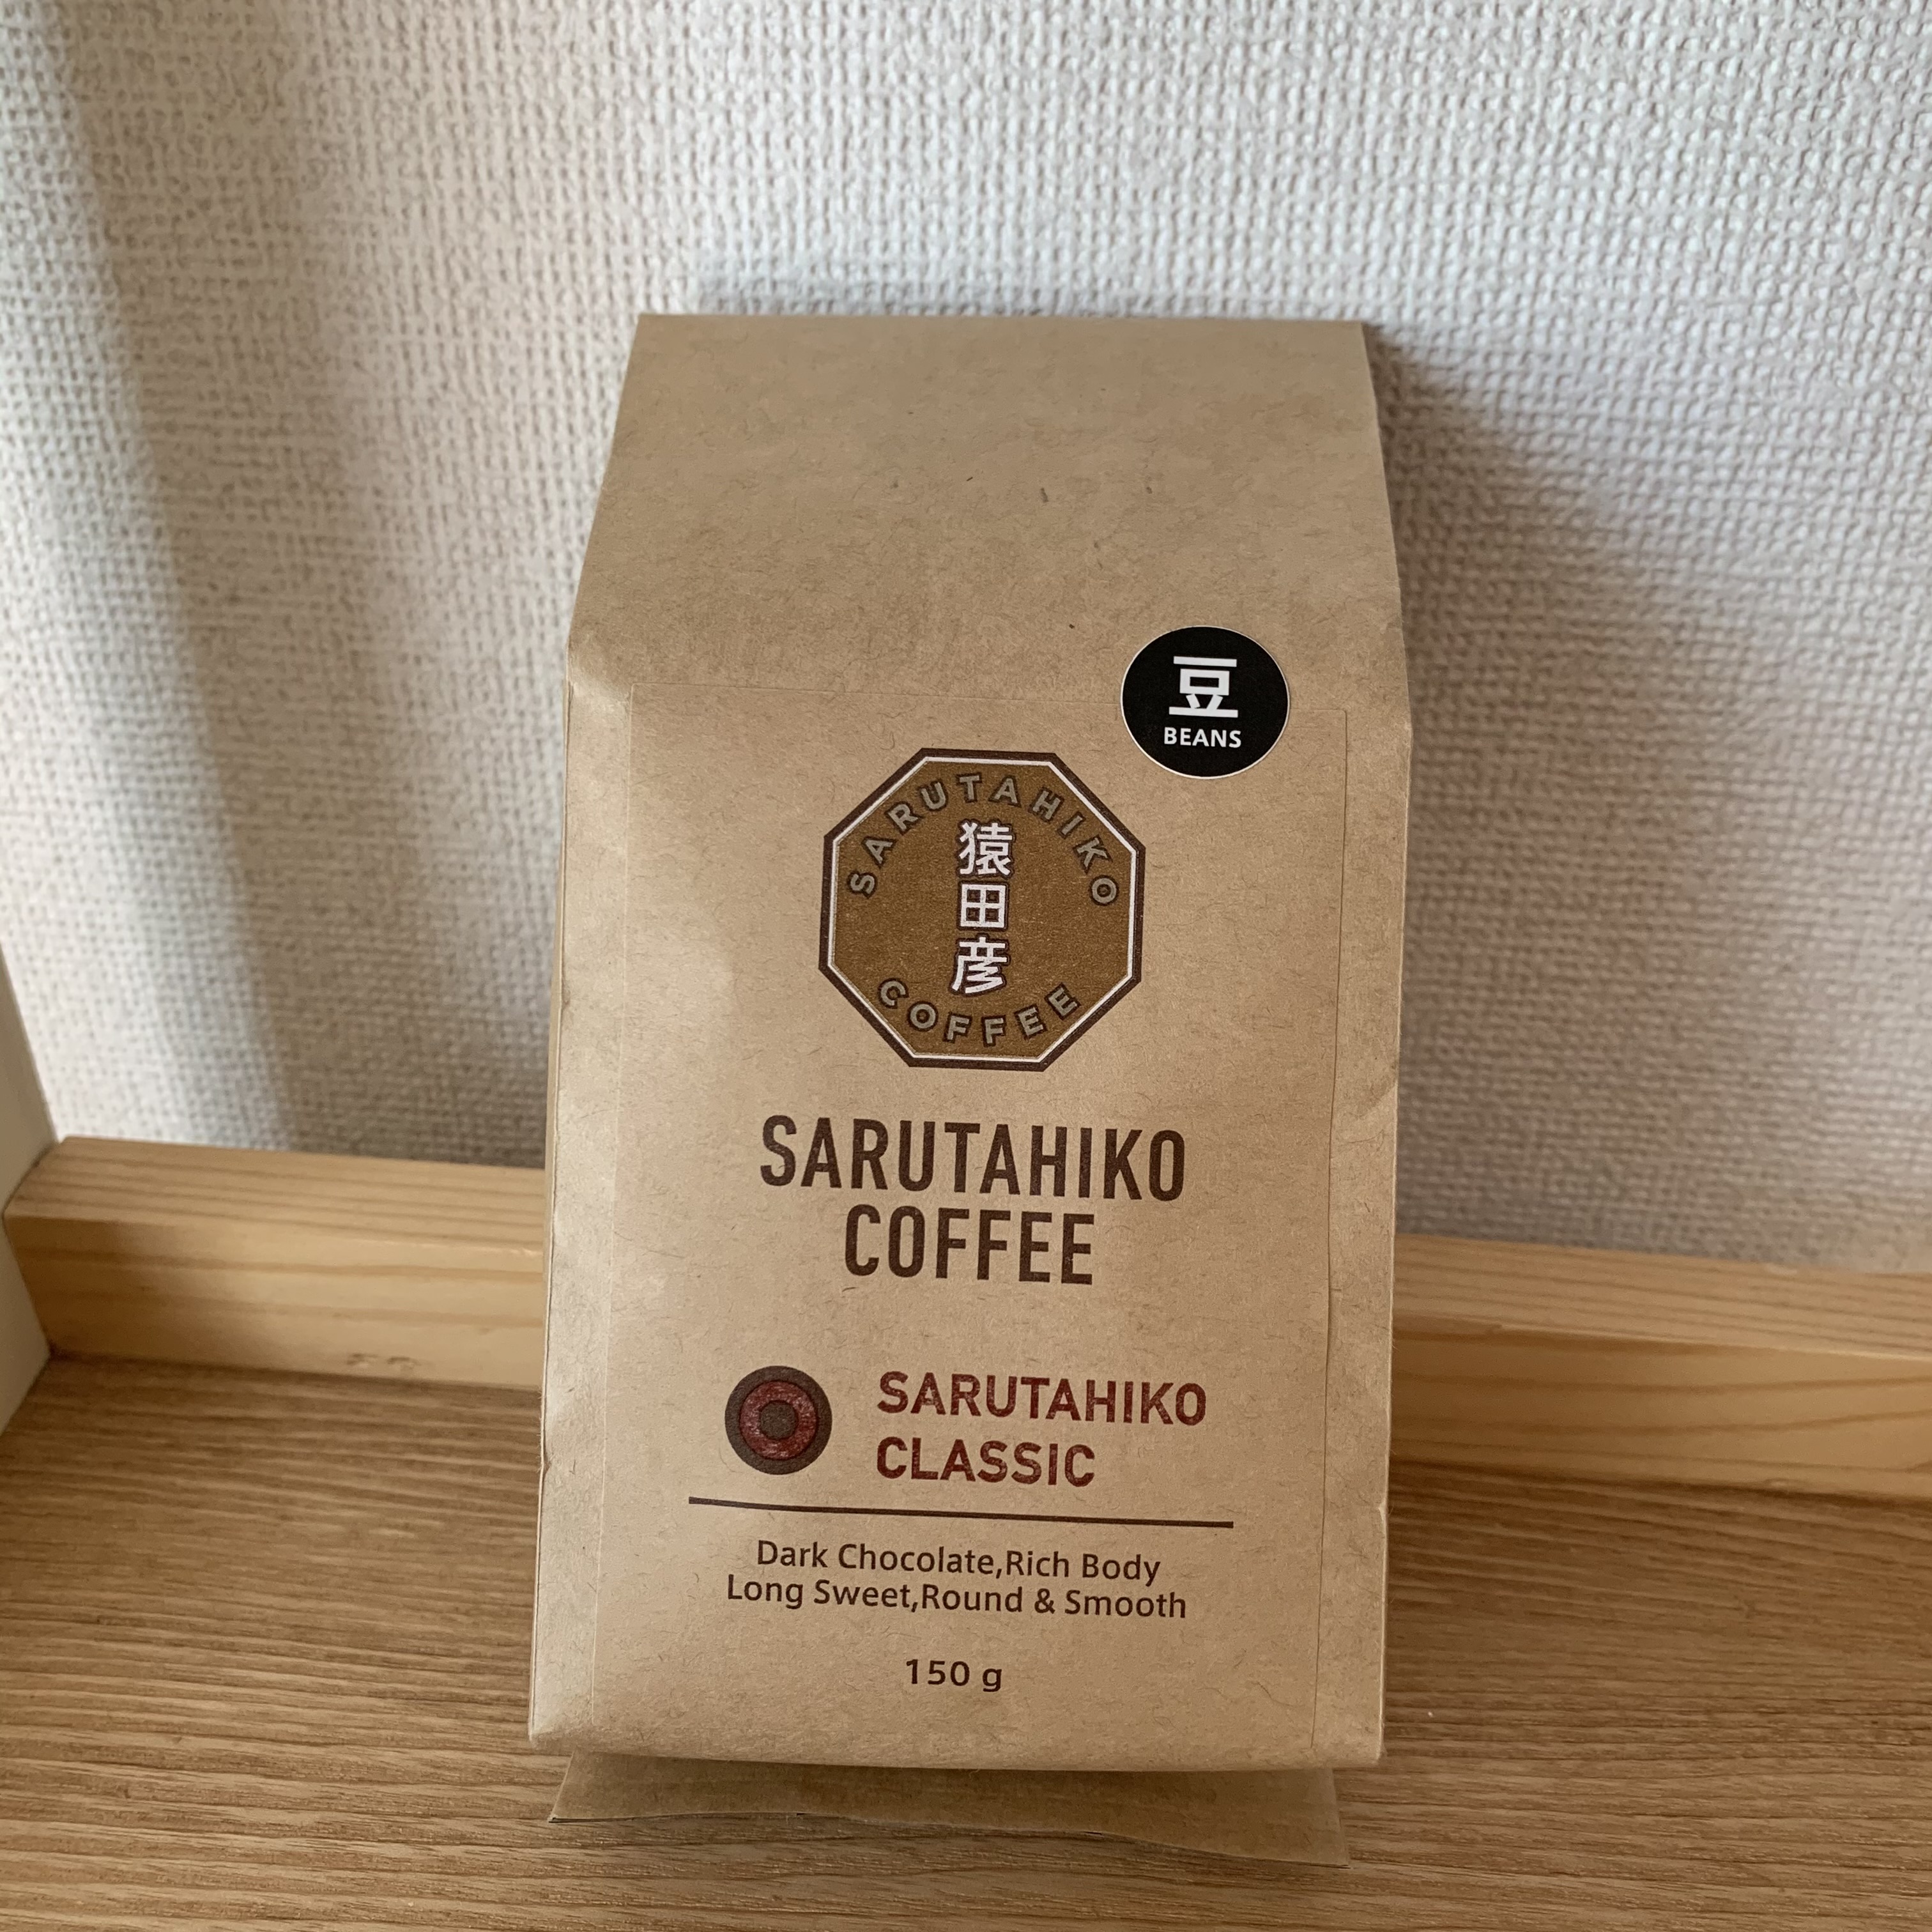 豆
BEANS
SARUTAHIKO
猿田彦
COFFEE
SARUTAHIKO
COFFEE
SARUTAHIKO
CLASSIC
Dark Chocolate,Rich Body
Long Sweet,Round & Smooth
150 g